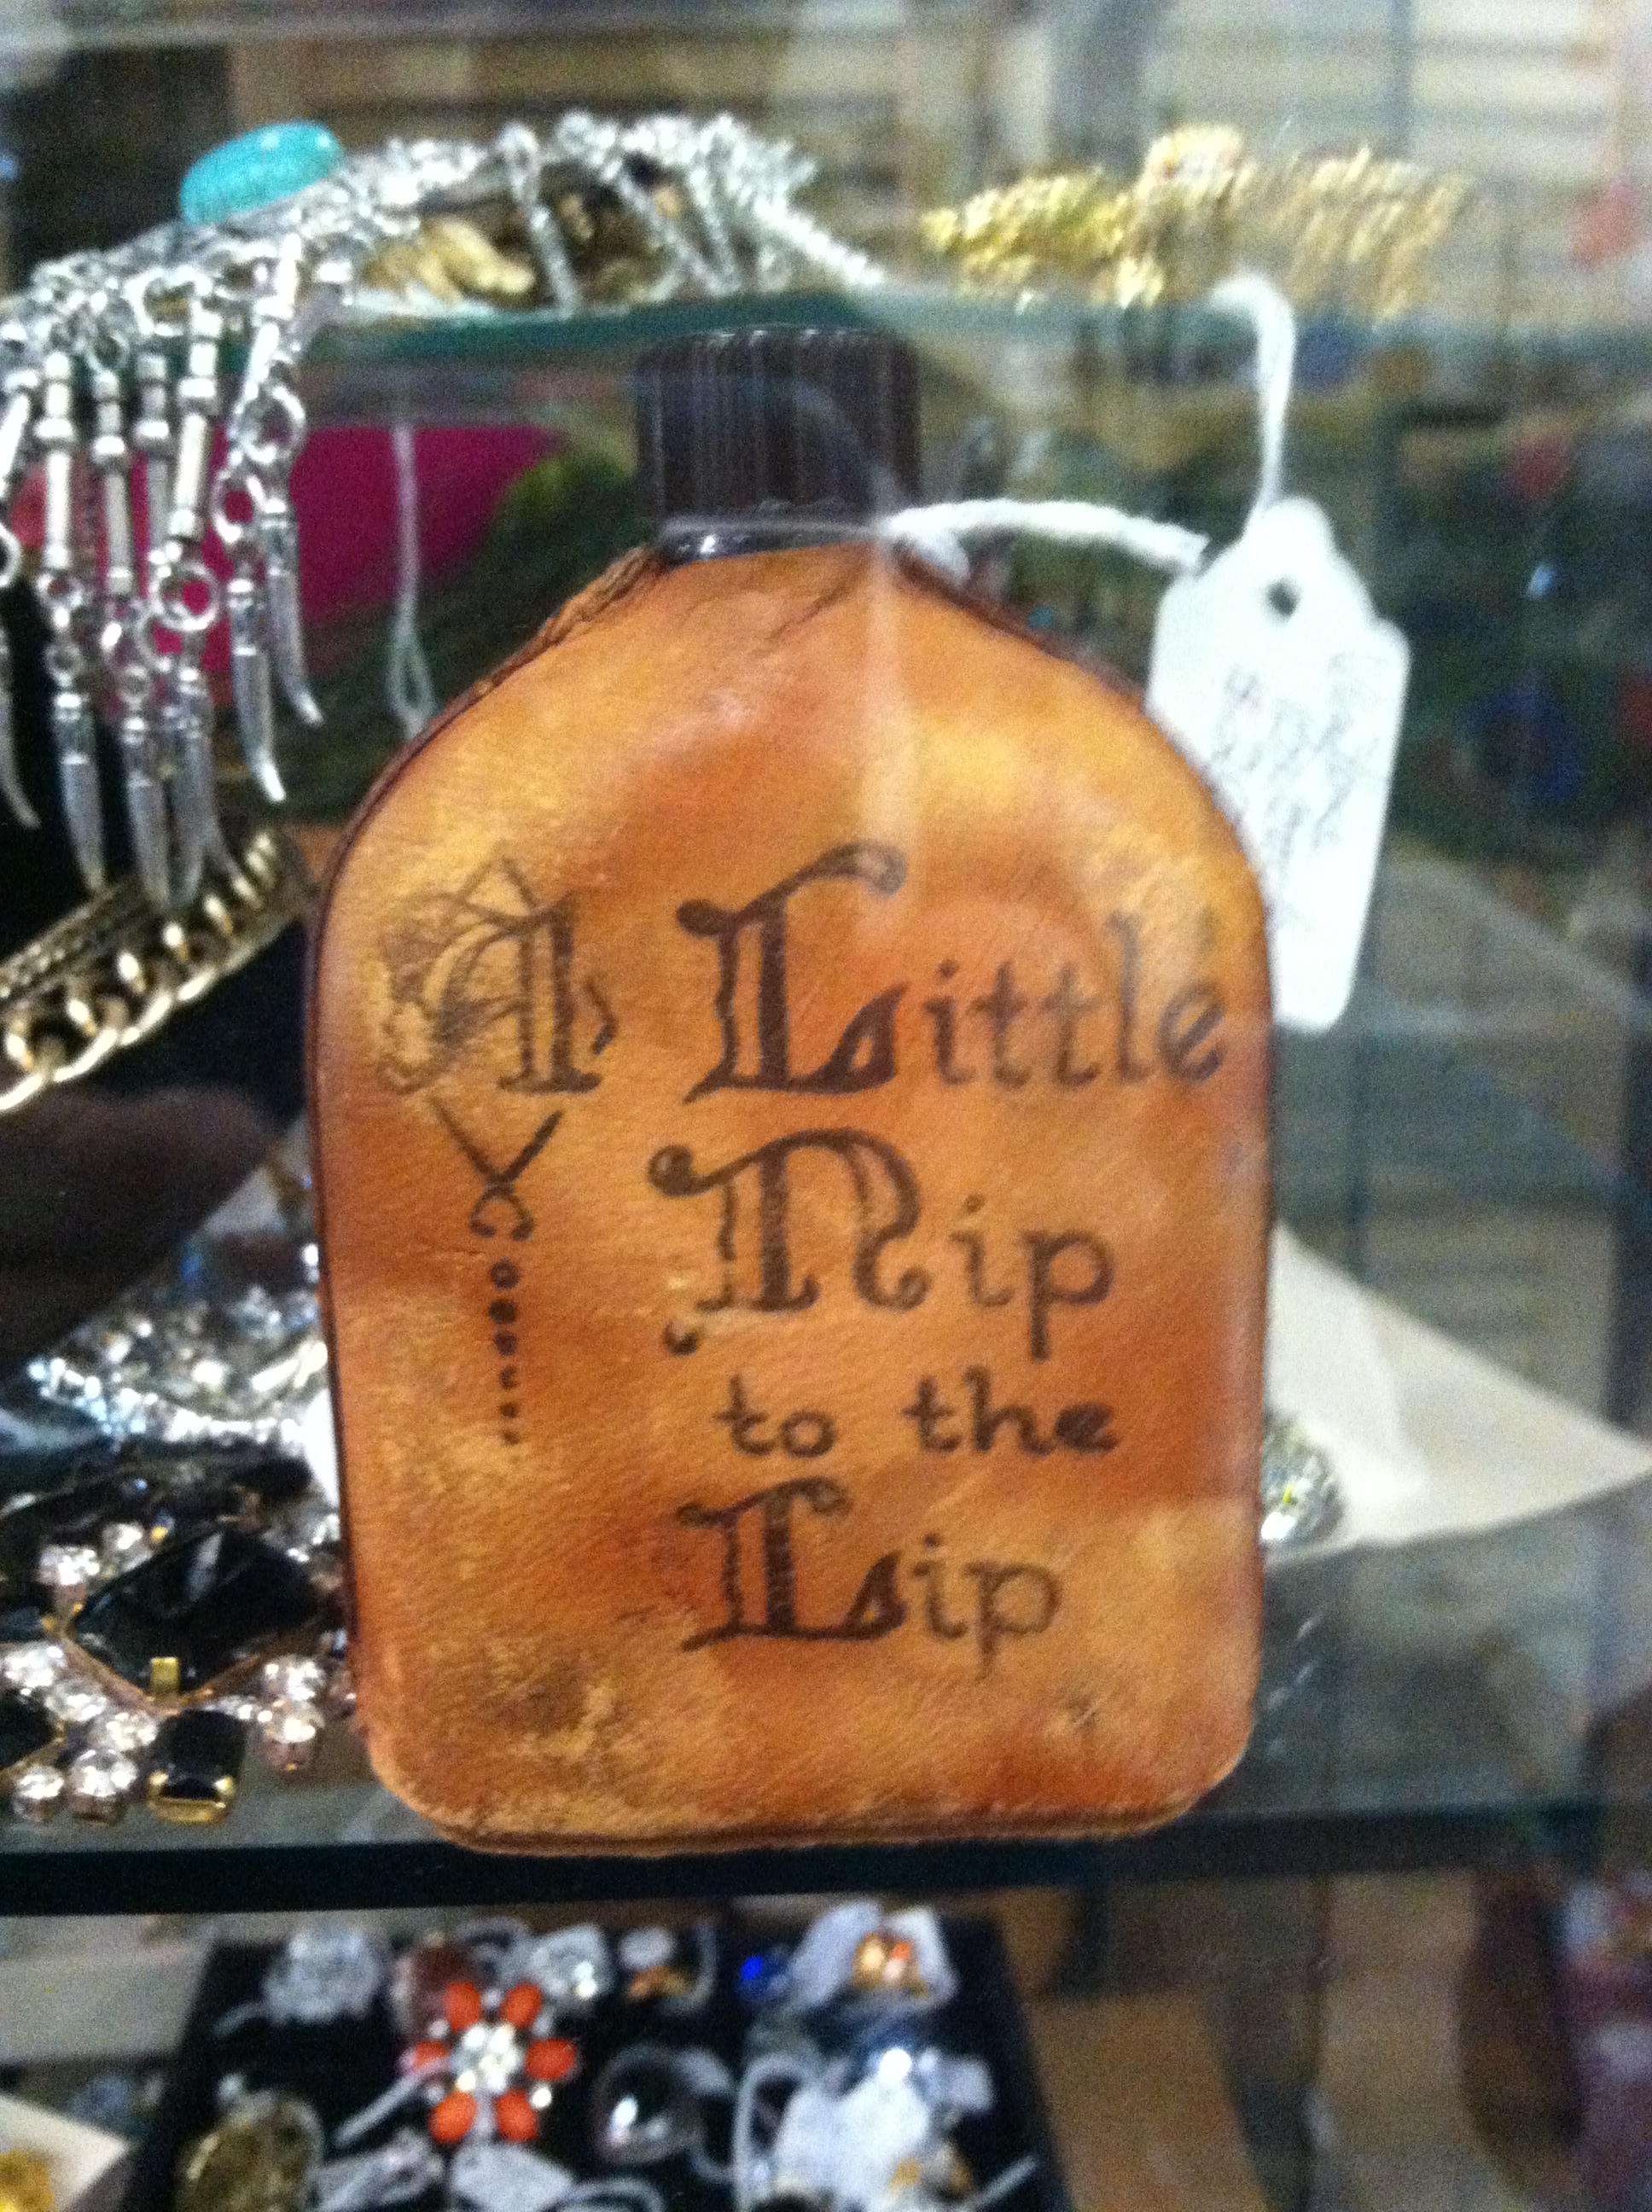 A Little
Nip
to the
Lip